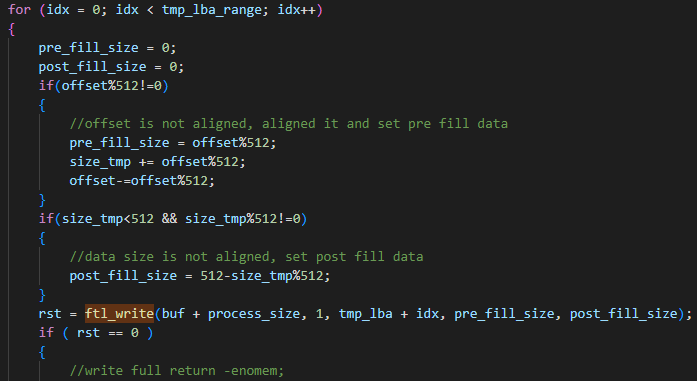 for (idx = 0; idx < tmp_lba_range; idx++)
{
pre_fill_size = 0;
post_fill_size = 0;
if(offset%512!=0)
{
//offset is not aligned, aligned it and set pre fill data
pre_fill_size = offset%512;
size_tmp += offset%512;
offset-=offset%512;
}
if(size_tmp<512 && size_tmp%512!=0)
{
//data size is not aligned, set post fill data
post_fill_size = 512-size_tmp%512;
}
rst = ftl_write(buf + process_size, 1, tmp_lba + idx, pre_fill_size, post_fill_size);
if ( rst == 0 )
{
//write full return -enomem;